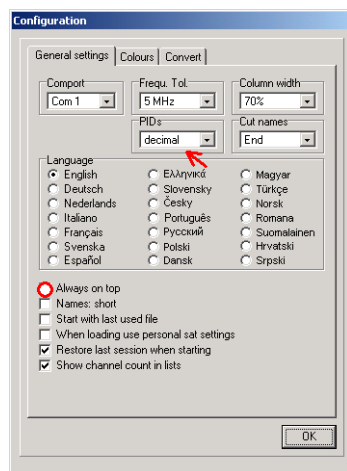 Configuration
General settings Colours Convert
Comport Frequ. Tol. Column width
Com 1 5 MHz 70%
PIDs Cut names
decimal End
Language
English Ελληνικά Magyar
Deutsch Slovensky Türkçe
Nederlands Česky Norsk
Italiano Português Romana
Français Русский Suomalainen
Svenska Polski Hrvatski
Español Dansk Srpski
Always on top
Names: short
Start with last used file
When loading use personal sat settings
Restore last session when starting
Show channel count in lists
OK